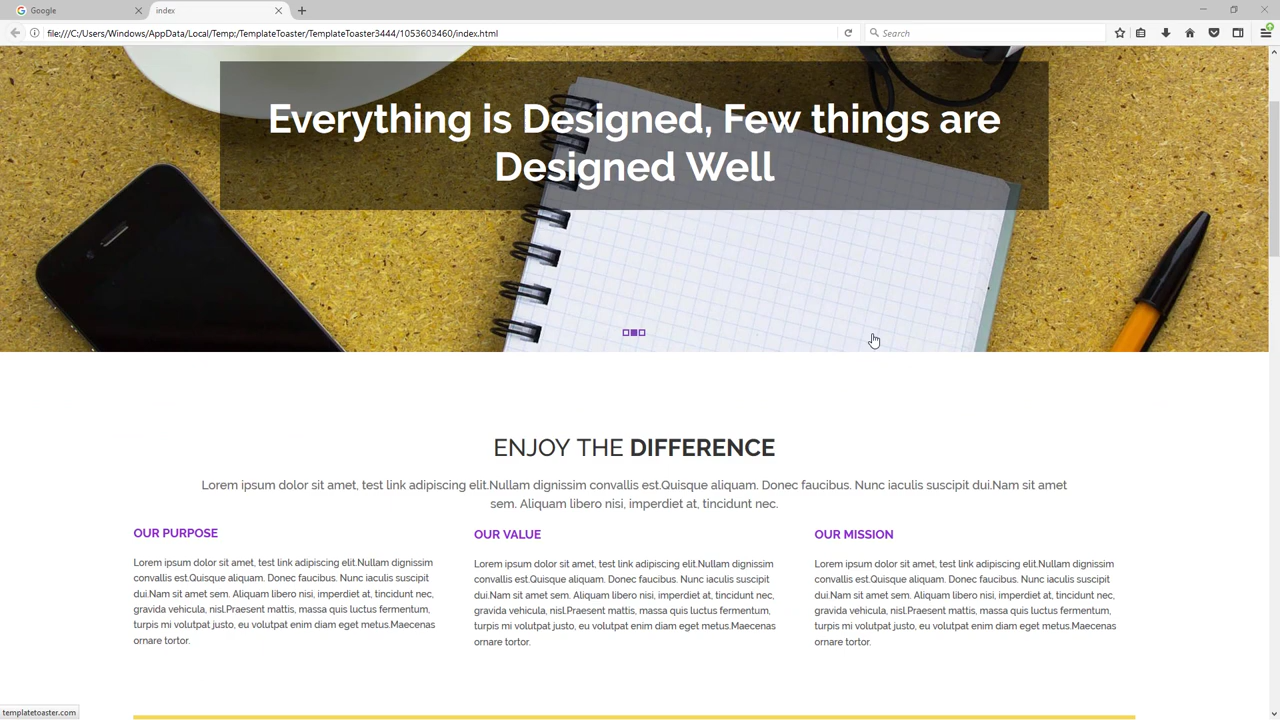 Google
index
file:///C:/Users/Windows/AppData/Local/Temp/TemplateToaster/TemplateToaster3444/1053603460/index.html
Search
Everything is Designed, Few things are
Designed Well
ENJOY THE DIFFERENCE
Lorem ipsum dolor sit amet, test link adipiscing elit.Nullam dignissim convallis est.Quisque aliquam. Donec faucibus. Nunc iaculis suscipit dui.Nam sit amet
sem. Aliquam libero nisi, imperdiet at, tincidunt nec.
OUR PURPOSE
Lorem ipsum dolor sit amet, test link adipiscing elit.Nullam dignissim
convallis est.Quisque aliquam. Donec faucibus. Nunc iaculis suscipit
dui.Nam sit amet sem. Aliquam libero nisi, imperdiet at, tincidunt nec,
gravida vehicula, nisl.Praesent mattis, massa quis luctus fermentum,
turpis mi volutpat justo, eu volutpat enim diam eget metus.Maecenas
ornare tortor.
OUR VALUE
Lorem ipsum dolor sit amet, test link adipiscing elit.Nullam dignissim
convallis est.Quisque aliquam. Donec faucibus. Nunc iaculis suscipit
dui.Nam sit amet sem. Aliquam libero nisi, imperdiet at, tincidunt nec,
gravida vehicula, nisl.Praesent mattis, massa quis luctus fermentum,
turpis mi volutpat justo, eu volutpat enim diam eget metus.Maecenas
ornare tortor.
OUR MISSION
Lorem ipsum dolor sit amet, test link adipiscing elit.Nullam dignissim
convallis est.Quisque aliquam. Donec faucibus. Nunc iaculis suscipit
dui.Nam sit amet sem. Aliquam libero nisi, imperdiet at, tincidunt nec,
gravida vehicula, nisl.Praesent mattis, massa quis luctus fermentum,
turpis mi volutpat justo, eu volutpat enim diam eget metus.Maecenas
ornare tortor.
templatetoaster.com